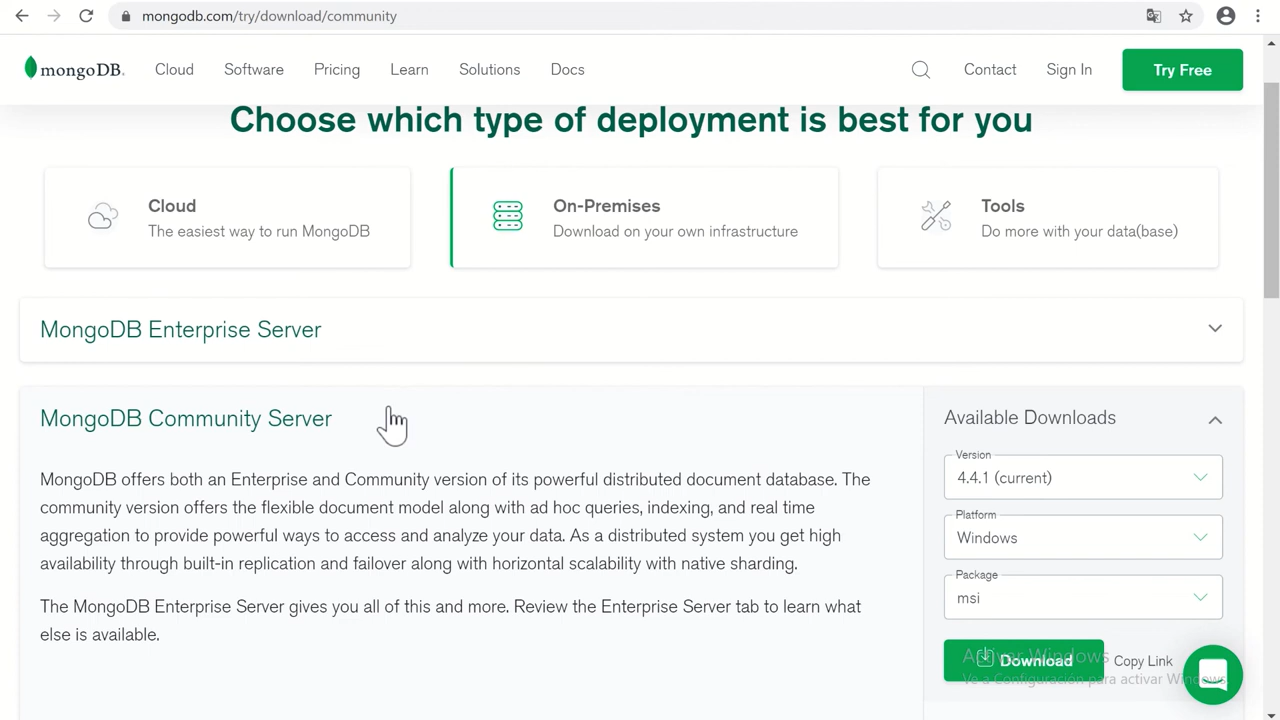 mongodb.com/try/download/community
mongoDB.
Cloud
Software
Pricing
Learn
Solutions
Docs
Contact
Sign In
Try Free
Choose which type of deployment is best for you
Cloud
The easiest way to run MongoDB
On-Premises
Download on your own infrastructure
Tools
Do more with your data(base)
MongoDB Enterprise Server
MongoDB Community Server
MongoDB offers both an Enterprise and Community version of its powerful distributed document database. The
community version offers the flexible document model along with ad hoc queries, indexing, and real time
aggregation to provide powerful ways to access and analyze your data. As a distributed system you get high
availability through built-in replication and failover along with horizontal scalability with native sharding.
The MongoDB Enterprise Server gives you all of this and more. Review the Enterprise Server tab to learn what
else is available.
Available Downloads
Version
4.4.1 (current)
Platform
Windows
Package
msi
Download
Copy Link
Activar Windows
Ve a Configuración para activar Windows.